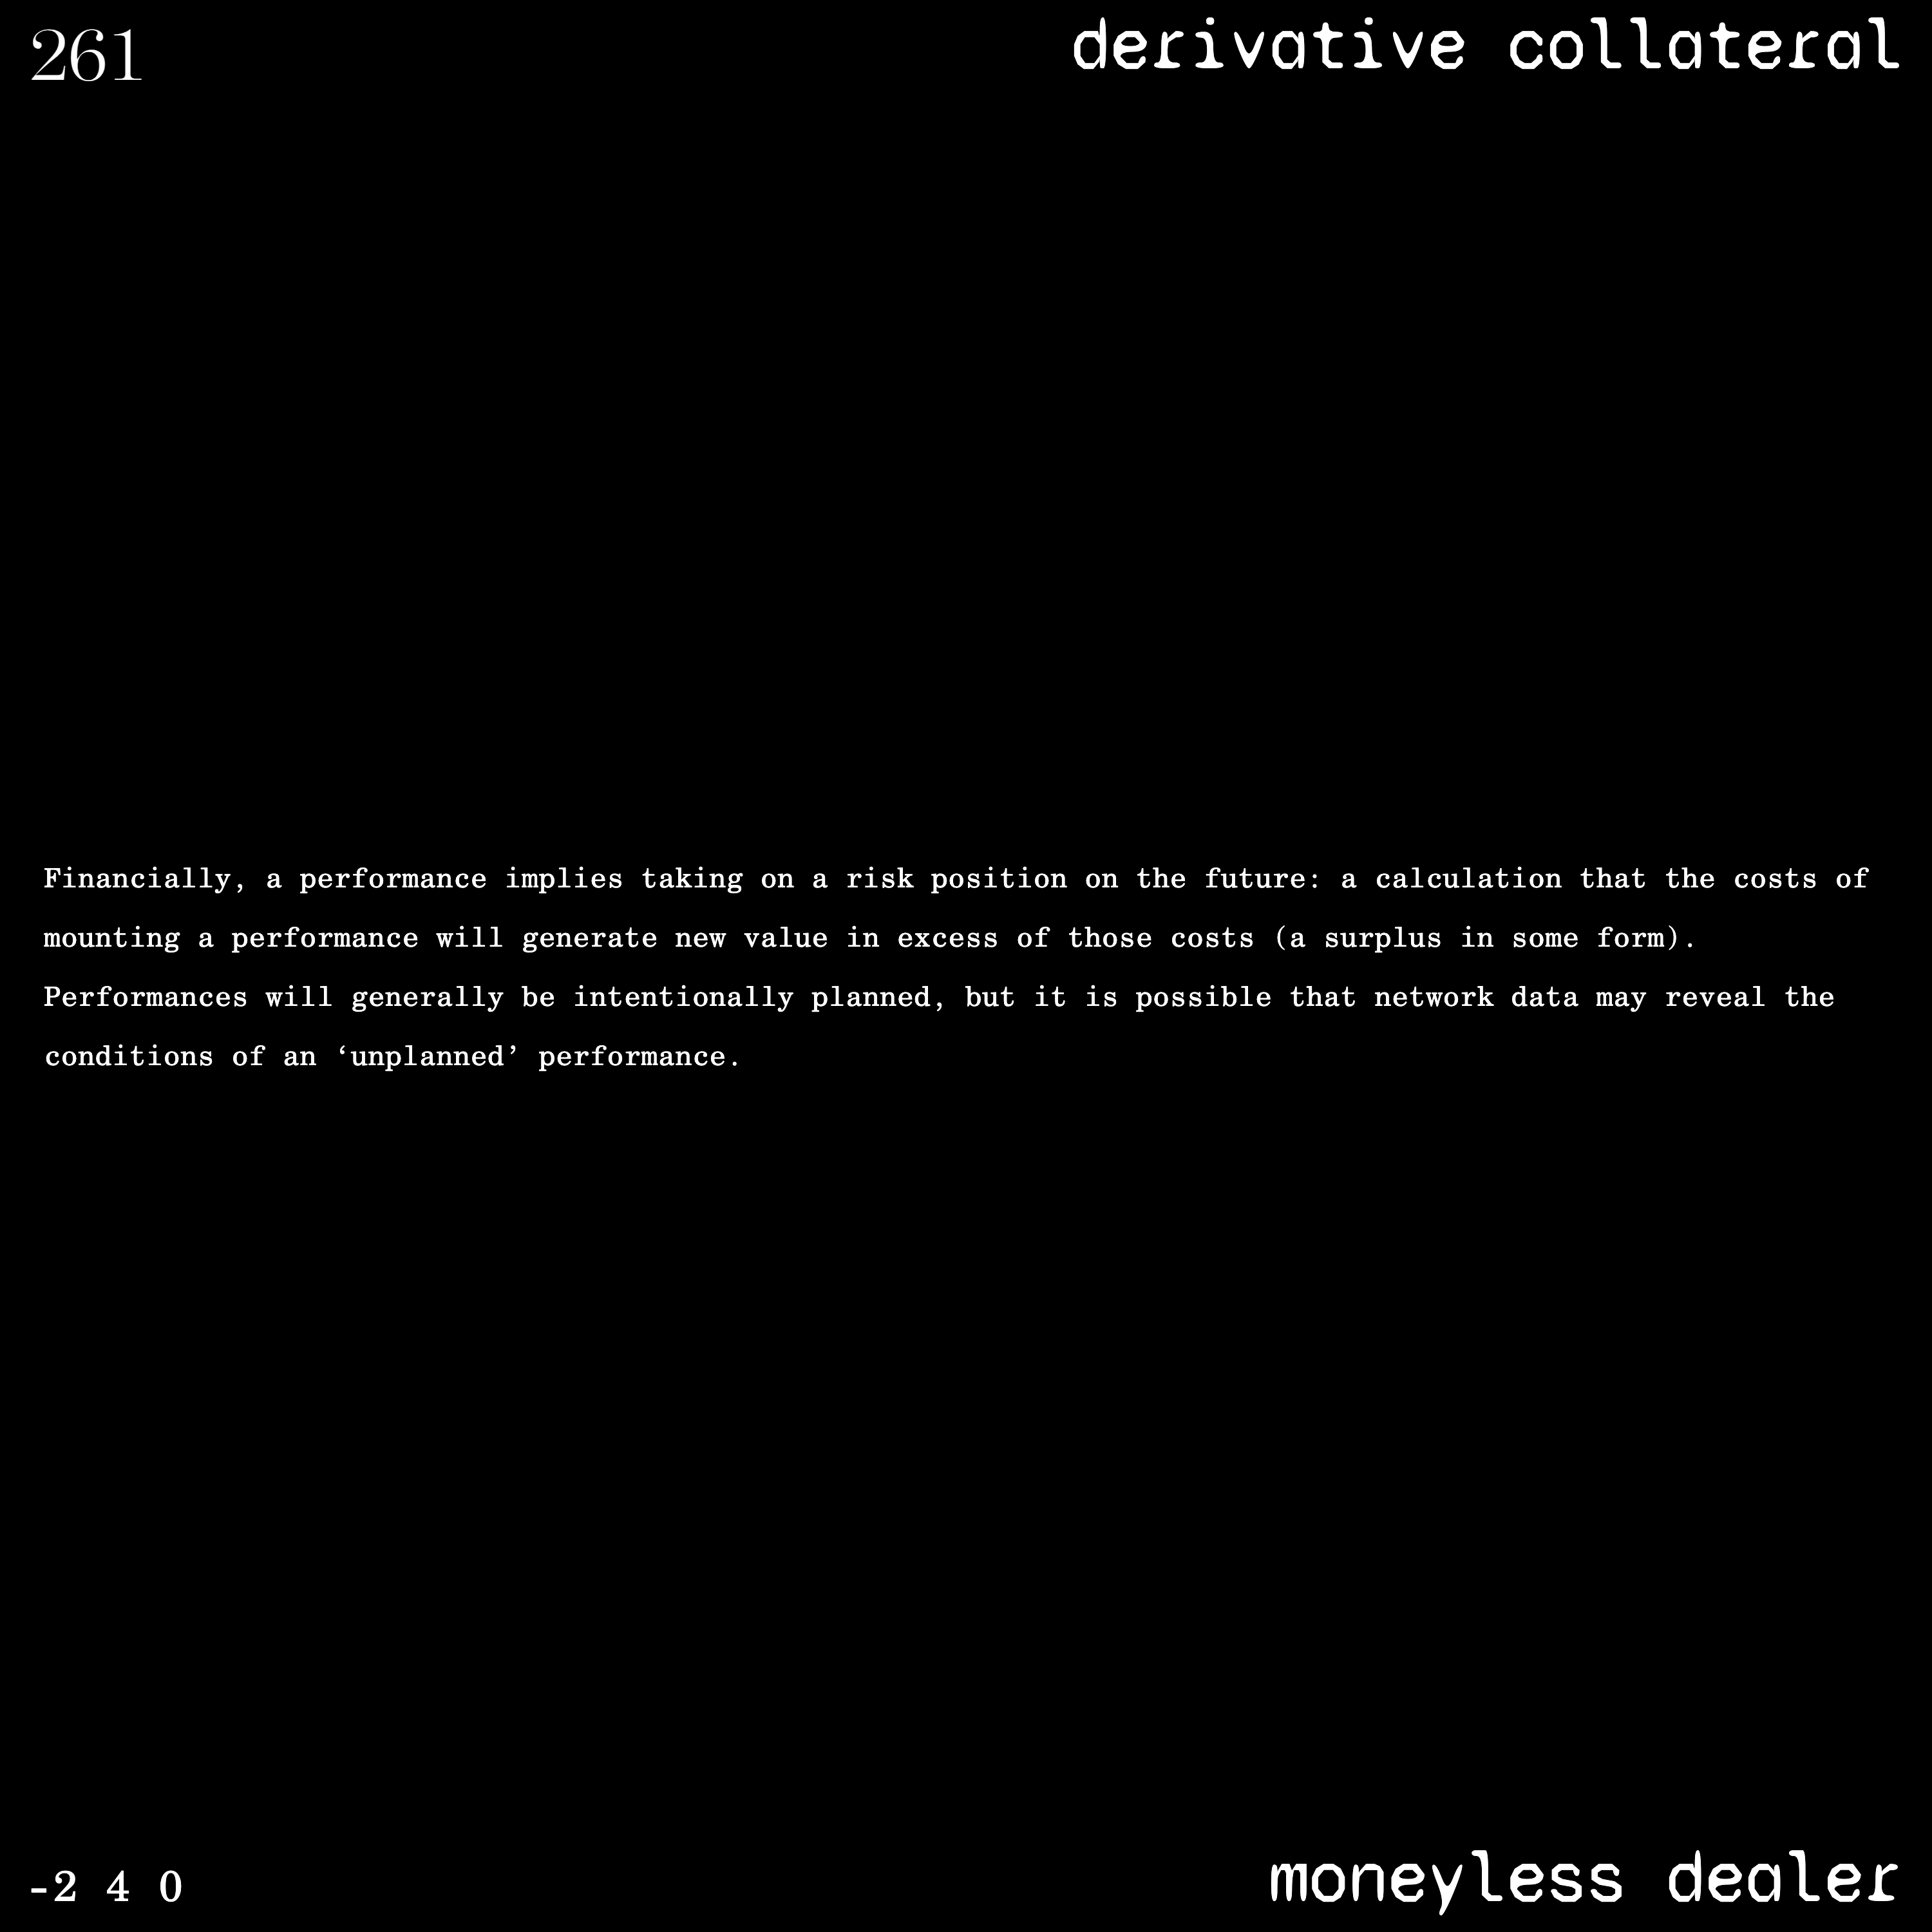 261
derivative collateral
Financially, a performance implies taking on a risk position on the future: a calculation that the costs of
mounting a performance will generate new value in excess of those costs (a surplus in some form).
Performances will generally be intentionally planned, but it is possible that network data may reveal the
conditions of an ‘unplanned’ performance.
-2 4 0
moneyless dealer